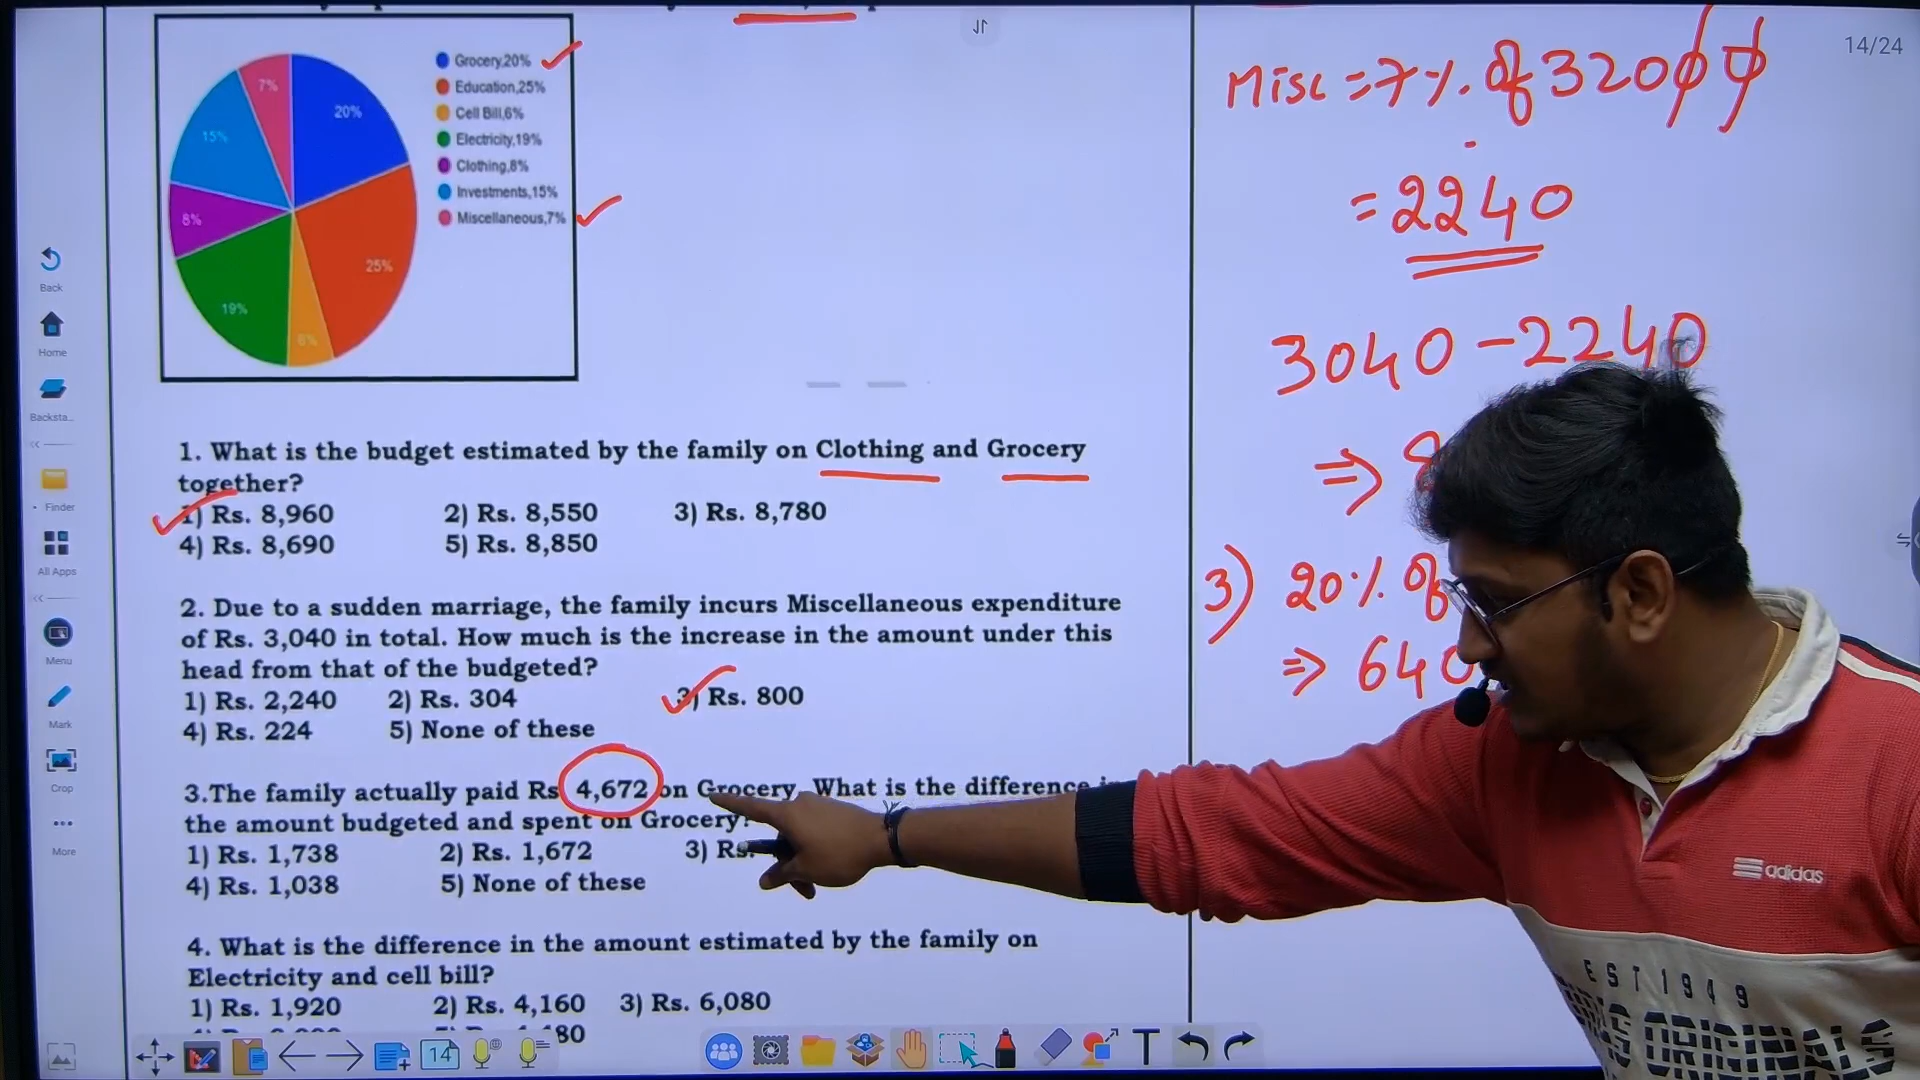 14/24
20%
25%
6%
19%
8%
15%
7%
Grocery,20%
Education,25%
Cell Bill,6%
Electricity,19%
Clothing,8%
Investments,15%
Miscellaneous,7%
1. What is the budget estimated by the family on Clothing and Grocery
together?
1) Rs. 8,960 2) Rs. 8,550 3) Rs. 8,780
4) Rs. 8,690 5) Rs. 8,850
2. Due to a sudden marriage, the family incurs Miscellaneous expenditure
of Rs. 3,040 in total. How much is the increase in the amount under this
head from that of the budgeted?
1) Rs. 2,240 2) Rs. 304 3) Rs. 800
4) Rs. 224 5) None of these
3.The family actually paid Rs 4,672 on Grocery. What is the difference
the amount budgeted and spent on Grocery?
1) Rs. 1,738 2) Rs. 1,672 3) Rs.
4) Rs. 1,038 5) None of these
4. What is the difference in the amount estimated by the family on
Electricity and cell bill?
1) Rs. 1,920 2) Rs. 4,160 3) Rs. 6,080
Misc = 7% of 32000
= 2240
3040 - 2240
⇒ 8
3) 20% of
⇒ 640
Back
Home
Backsta...
Finder
All Apps
Menu
Mark
Crop
More
14
T
adidas
EST 1949
ORIGINALS